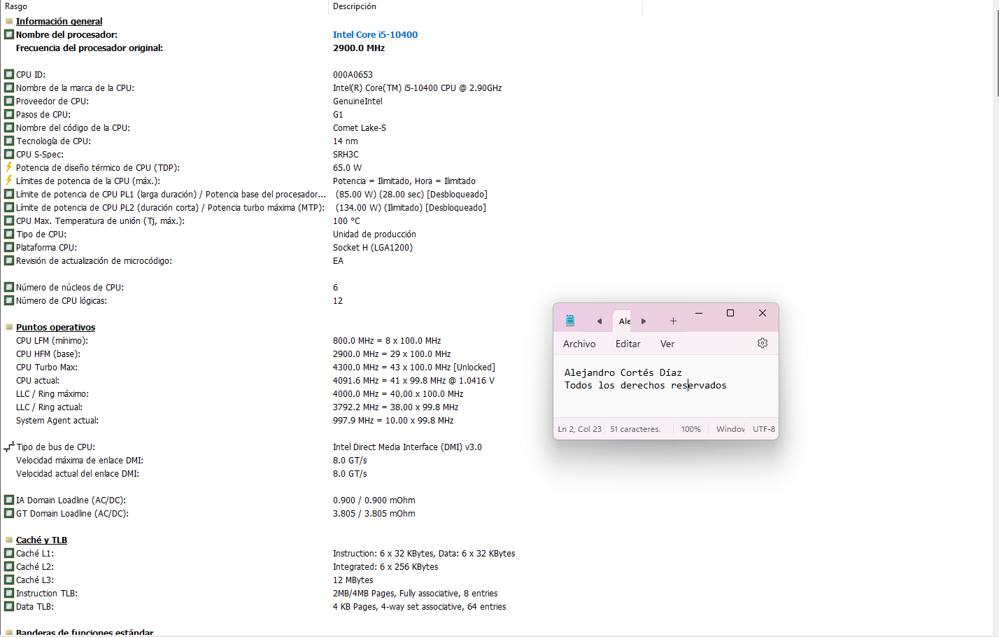 Rasgo Descripción
Información general
Nombre del procesador: Intel Core i5-10400
Frecuencia del procesador original: 2900.0 MHz
CPU ID: 000A0653
Nombre de la marca de la CPU: Intel(R) Core(TM) i5-10400 CPU @ 2.90GHz
Proveedor de CPU: GenuineIntel
Pasos de CPU: G1
Nombre del código de la CPU: Comet Lake-S
Tecnología de CPU: 14 nm
CPU S-Spec: SRH3C
Potencia de diseño térmico de CPU (TDP): 65.0 W
Límites de potencia de la CPU (máx.): Potencia = Ilimitado, Hora = Ilimitado
Límite de potencia de CPU PL1 (larga duración) / Potencia base del procesador... (85.00 W) (28.00 sec) [Desbloqueado]
Límite de potencia de CPU PL2 (duración corta) / Potencia turbo máxima (MTP): (134.00 W) (Ilimitado) [Desbloqueado]
CPU Max. Temperatura de unión (Tj, máx.): 100 °C
Tipo de CPU: Unidad de producción
Plataforma CPU: Socket H (LGA1200)
Revisión de actualización de microcódigo: EA
Número de núcleos de CPU: 6
Número de CPU lógicas: 12
Puntos operativos
CPU LFM (mínimo): 800.0 MHz = 8 x 100.0 MHz
CPU HFM (base): 2900.0 MHz = 29 x 100.0 MHz
CPU Turbo Max: 4300.0 MHz = 43 x 100.0 MHz [Unlocked]
CPU actual: 4091.6 MHz = 41 x 99.8 MHz @ 1.0416 V
LLC / Ring máximo: 4000.0 MHz = 40.00 x 100.0 MHz
LLC / Ring actual: 3792.2 MHz = 38.00 x 99.8 MHz
System Agent actual: 997.9 MHz = 10.00 x 99.8 MHz
Tipo de bus de CPU: Intel Direct Media Interface (DMI) v3.0
Velocidad máxima de enlace DMI: 8.0 GT/s
Velocidad actual del enlace DMI: 8.0 GT/s
IA Domain Loadline (AC/DC): 0.900 / 0.900 mOhm
GT Domain Loadline (AC/DC): 3.805 / 3.805 mOhm
Caché y TLB
Caché L1: Instruction: 6 x 32 KBytes, Data: 6 x 32 KBytes
Caché L2: Integrated: 6 x 256 KBytes
Caché L3: 12 MBytes
Instruction TLB: 2MB/4MB Pages, Fully associative, 8 entries
Data TLB: 4 KB Pages, 4-way set associative, 64 entries
Banderas de funciones estándar
Ale
Archivo Editar Ver
Alejandro Cortés Díaz
Todos los derechos reservados
Ln 2, Col 23 51 caracteres. 100% Window UTF-8